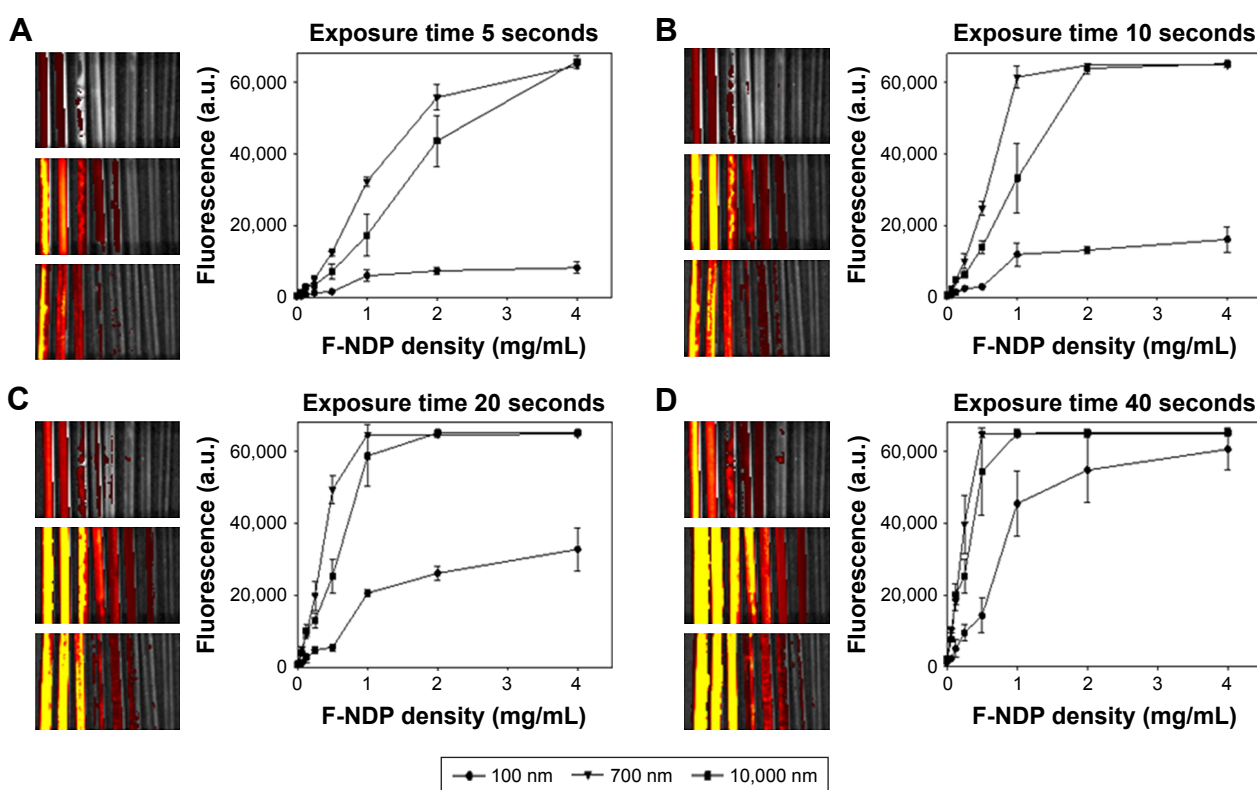 A
Exposure time 5 seconds
Fluorescence (a.u.)
60,000
40,000
20,000
0
0 1 2 3 4
F-NDP density (mg/mL)
B
Exposure time 10 seconds
Fluorescence (a.u.)
60,000
40,000
20,000
0
0 1 2 3 4
F-NDP density (mg/mL)
C
Exposure time 20 seconds
Fluorescence (a.u.)
60,000
40,000
20,000
0
0 1 2 3 4
F-NDP density (mg/mL)
D
Exposure time 40 seconds
Fluorescence (a.u.)
60,000
40,000
20,000
0
0 1 2 3 4
F-NDP density (mg/mL)
100 nm 700 nm 10,000 nm